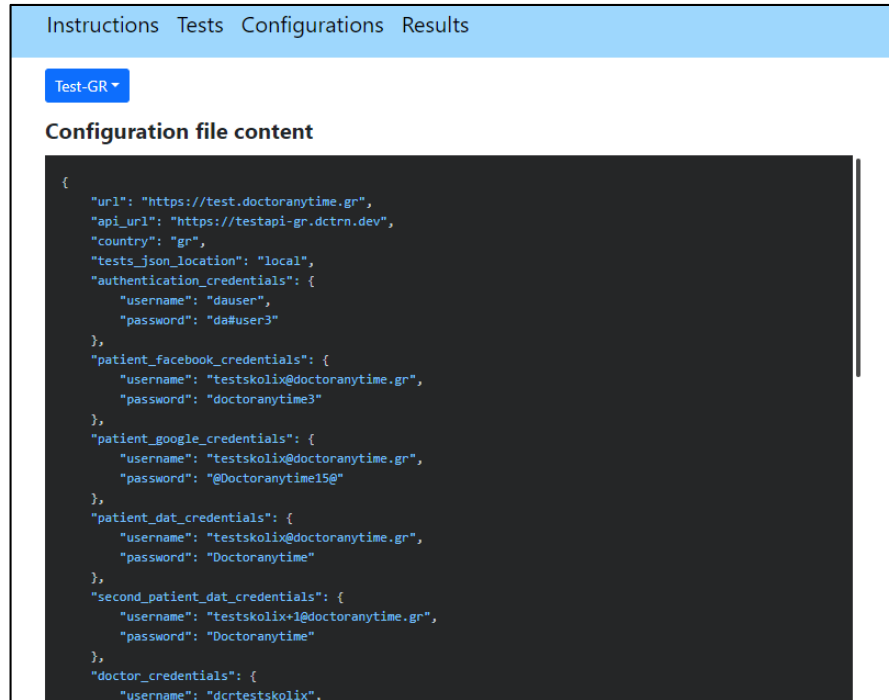 Instructions Tests Configurations Results
Test-GR
Configuration file content
{
"url": "https://test.doctoranytime.gr",
"api_url": "https://testapi-gr.dctrn.dev",
"country": "gr",
"tests_json_location": "local",
"authentication_credentials": {
"username": "dauser",
"password": "da#user3"
},
"patient_facebook_credentials": {
"username": "testskolix@doctoranytime.gr",
"password": "doctoranytime3"
},
"patient_google_credentials": {
"username": "testskolix@doctoranytime.gr",
"password": "@Doctoranytime15@"
},
"patient_dat_credentials": {
"username": "testskolix@doctoranytime.gr",
"password": "Doctoranytime"
},
"second_patient_dat_credentials": {
"username": "testskolix+1@doctoranytime.gr",
"password": "Doctoranytime"
},
"doctor_credentials": {
"username": "dcrtestskolix",